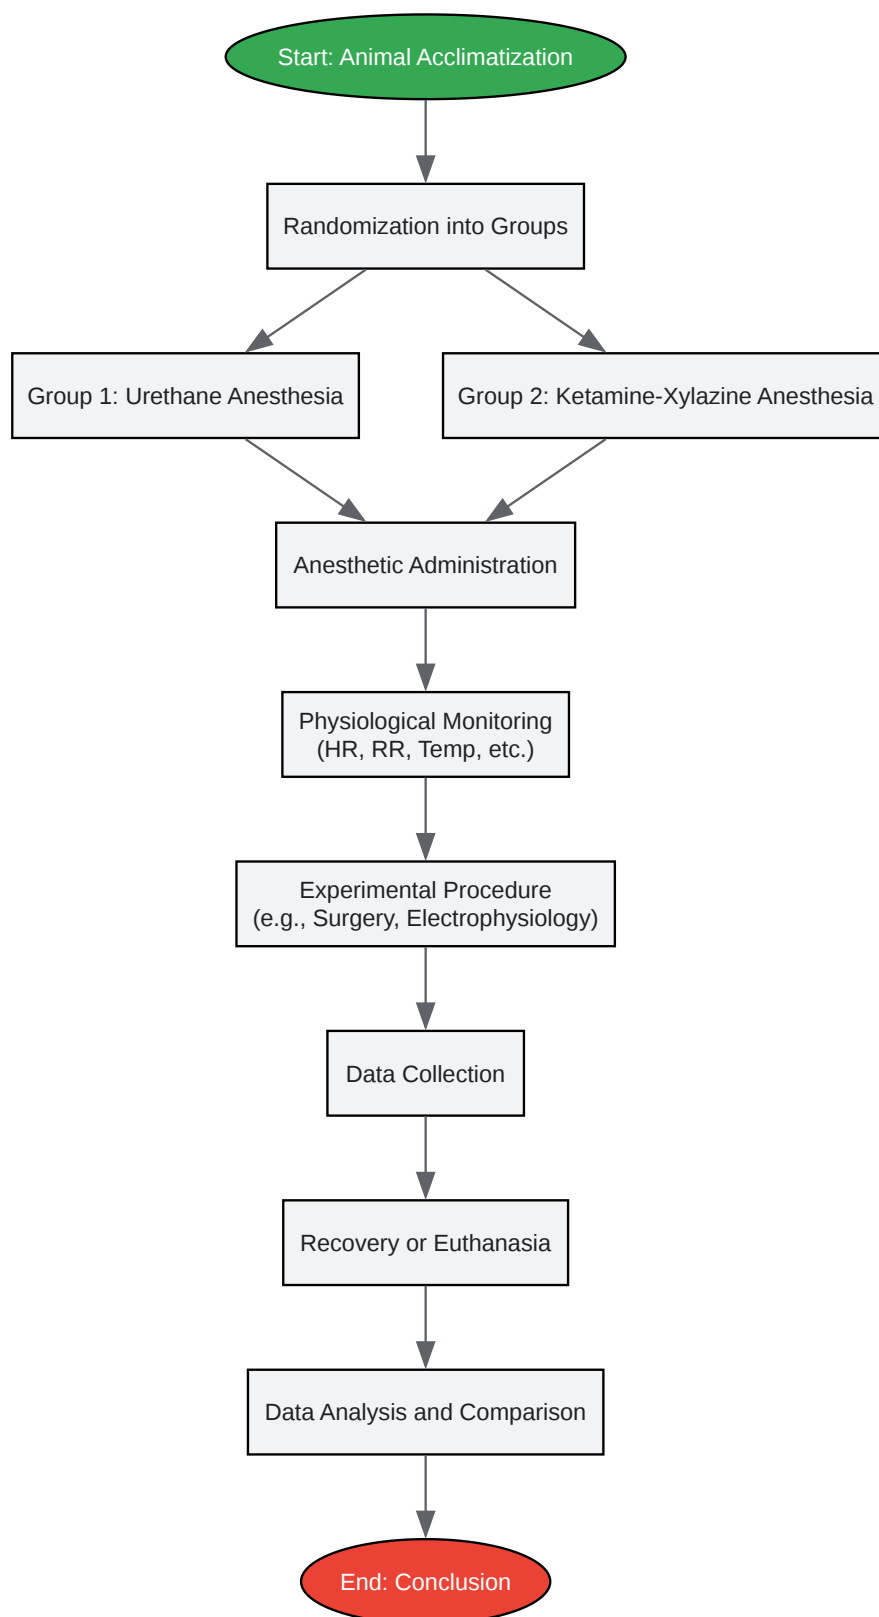 Start: Animal Acclimatization
Randomization into Groups
Group 1: Urethane Anesthesia
Group 2: Ketamine-Xylazine Anesthesia
Anesthetic Administration
Physiological Monitoring
(HR, RR, Temp, etc.)
Experimental Procedure
(e.g., Surgery, Electrophysiology)
Data Collection
Recovery or Euthanasia
Data Analysis and Comparison
End: Conclusion